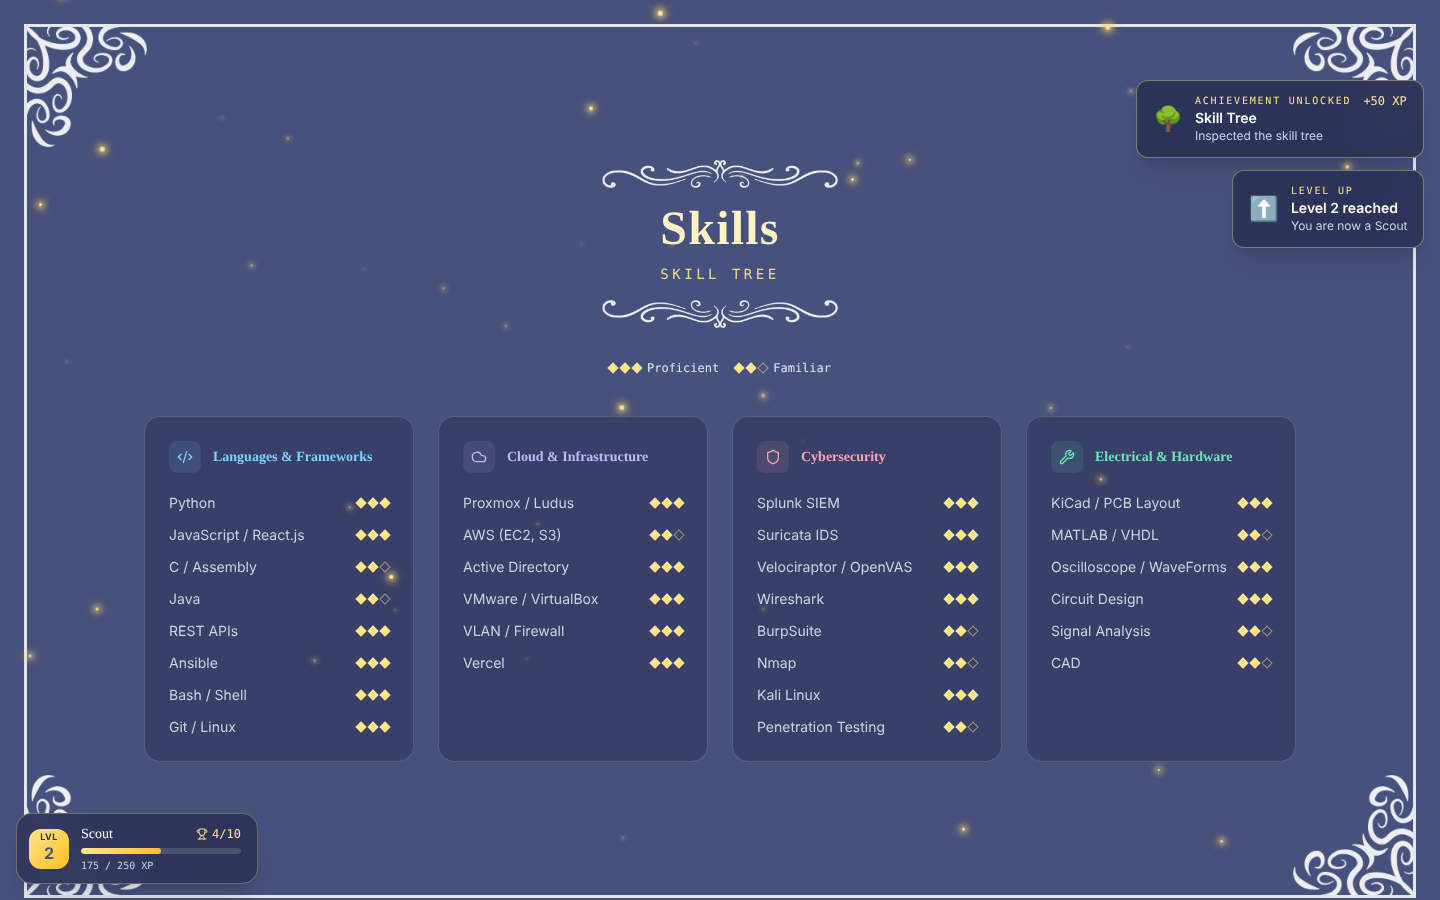 ACHIEVEMENT UNLOCKED +50 XP
Skill Tree
Inspected the skill tree
LEVEL UP
Level 2 reached
You are now a Scout
Skills
SKILL TREE
◆◆◆ Proficient ◆◆◇ Familiar
Languages & Frameworks
Python ◆◆◆
JavaScript / React.js ◆◆◆
C / Assembly ◆◆◇
Java ◆◆◇
REST APIs ◆◆◆
Ansible ◆◆◆
Bash / Shell ◆◆◆
Git / Linux ◆◆◆
Cloud & Infrastructure
Proxmox / Ludus ◆◆◆
AWS (EC2, S3) ◆◆◇
Active Directory ◆◆◆
VMware / VirtualBox ◆◆◆
VLAN / Firewall ◆◆◆
Vercel ◆◆◆
Cybersecurity
Splunk SIEM ◆◆◆
Suricata IDS ◆◆◆
Velociraptor / OpenVAS ◆◆◆
Wireshark ◆◆◆
BurpSuite ◆◆◇
Nmap ◆◆◇
Kali Linux ◆◆◆
Penetration Testing ◆◆◇
Electrical & Hardware
KiCad / PCB Layout ◆◆◆
MATLAB / VHDL ◆◆◇
Oscilloscope / WaveForms ◆◆◆
Circuit Design ◆◆◆
Signal Analysis ◆◆◇
CAD ◆◆◇
LVL
2
Scout 4/10
175 / 250 XP